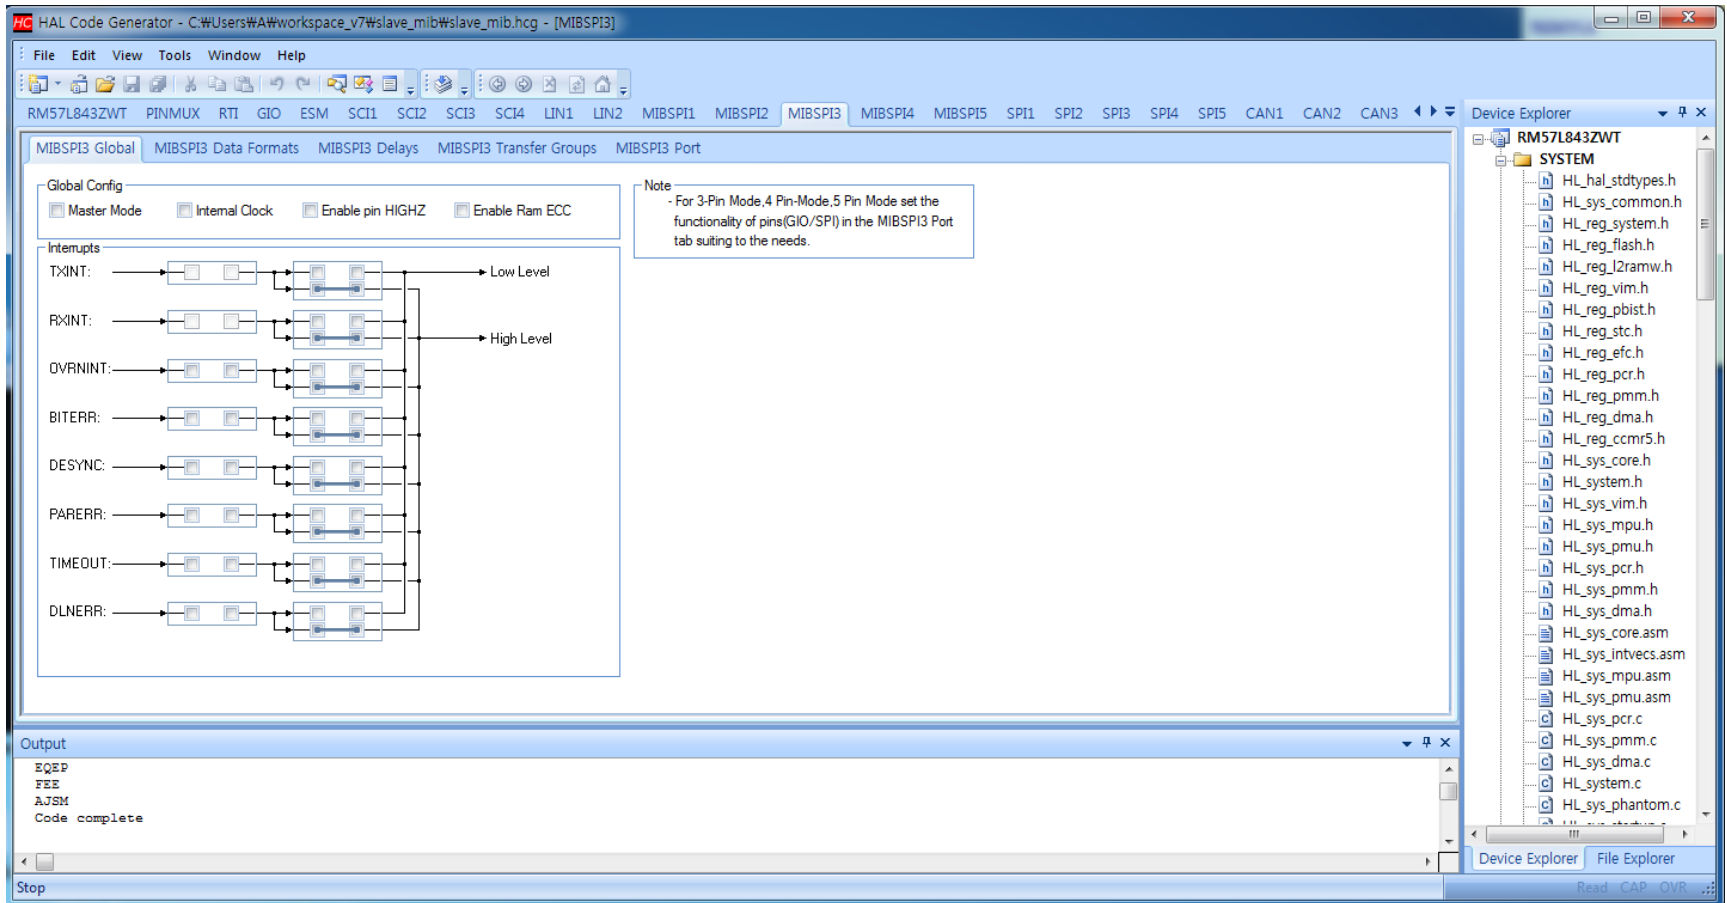 HC HAL Code Generator - C:₩Users₩A₩workspace_v7₩slave_mib₩slave_mib.hcg - [MIBSPI3]
File Edit View Tools Window Help
RM57L843ZWT PINMUX RTI GIO ESM SCI1 SCI2 SCI3 SCI4 LIN1 LIN2 MIBSPI1 MIBSPI2 MIBSPI3 MIBSPI4 MIBSPI5 SPI1 SPI2 SPI3 SPI4 SPI5 CAN1 CAN2 CAN3
MIBSPI3 Global MIBSPI3 Data Formats MIBSPI3 Delays MIBSPI3 Transfer Groups MIBSPI3 Port
Global Config
Master Mode Internal Clock Enable pin HIGHZ Enable Ram ECC
Note
- For 3-Pin Mode,4 Pin-Mode,5 Pin Mode set the
functionality of pins(GIO/SPI) in the MIBSPI3 Port
tab suiting to the needs.
Interrupts
TXINT: Low Level
RXINT:
High Level
OVRNINT:
BITERR:
DESYNC:
PARERR:
TIMEOUT:
DLNERR:
Output
EQEP
FEE
AJSM
Code complete
Stop
Device Explorer
RM57L843ZWT
SYSTEM
HL_hal_stdtypes.h
HL_sys_common.h
HL_reg_system.h
HL_reg_flash.h
HL_reg_l2ramw.h
HL_reg_vim.h
HL_reg_pbist.h
HL_reg_stc.h
HL_reg_efc.h
HL_reg_pcr.h
HL_reg_pmm.h
HL_reg_dma.h
HL_reg_ccmr5.h
HL_sys_core.h
HL_system.h
HL_sys_vim.h
HL_sys_mpu.h
HL_sys_pmu.h
HL_sys_pcr.h
HL_sys_pmm.h
HL_sys_dma.h
HL_sys_core.asm
HL_sys_intvecs.asm
HL_sys_mpu.asm
HL_sys_pmu.asm
HL_sys_pcr.c
HL_sys_pmm.c
HL_sys_dma.c
HL_system.c
HL_sys_phantom.c
Device Explorer File Explorer
Read CAP OVR